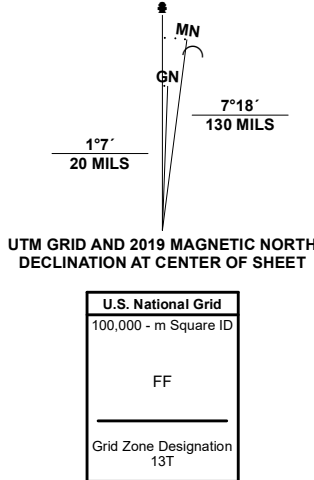 MN
GN
7°18´
130 MILS
1°7´
20 MILS
UTM GRID AND 2019 MAGNETIC NORTH
DECLINATION AT CENTER OF SHEET
U.S. National Grid
100,000 - m Square ID
FF
Grid Zone Designation
13T